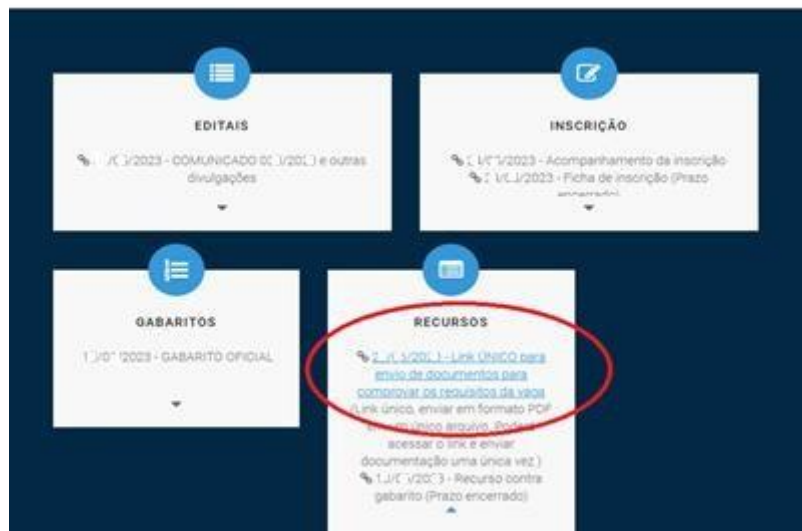 EDITAIS
/2023 - COMUNICADO e outras
divulgações
INSCRIÇÃO
/2023 - Acompanhamento da inscrição
/2023 - Ficha de inscrição (Prazo
encerrado)
GABARITOS
/2023 - GABARITO OFICIAL
RECURSOS
- Link ÚNICO para
envio de documentos para
comprovar os requisitos da vaga
(Link único, enviar em formato PDF
em um único arquivo. Poderá
acessar o link e enviar
documentação uma única vez.)
- Recurso contra
gabarito (Prazo encerrado)